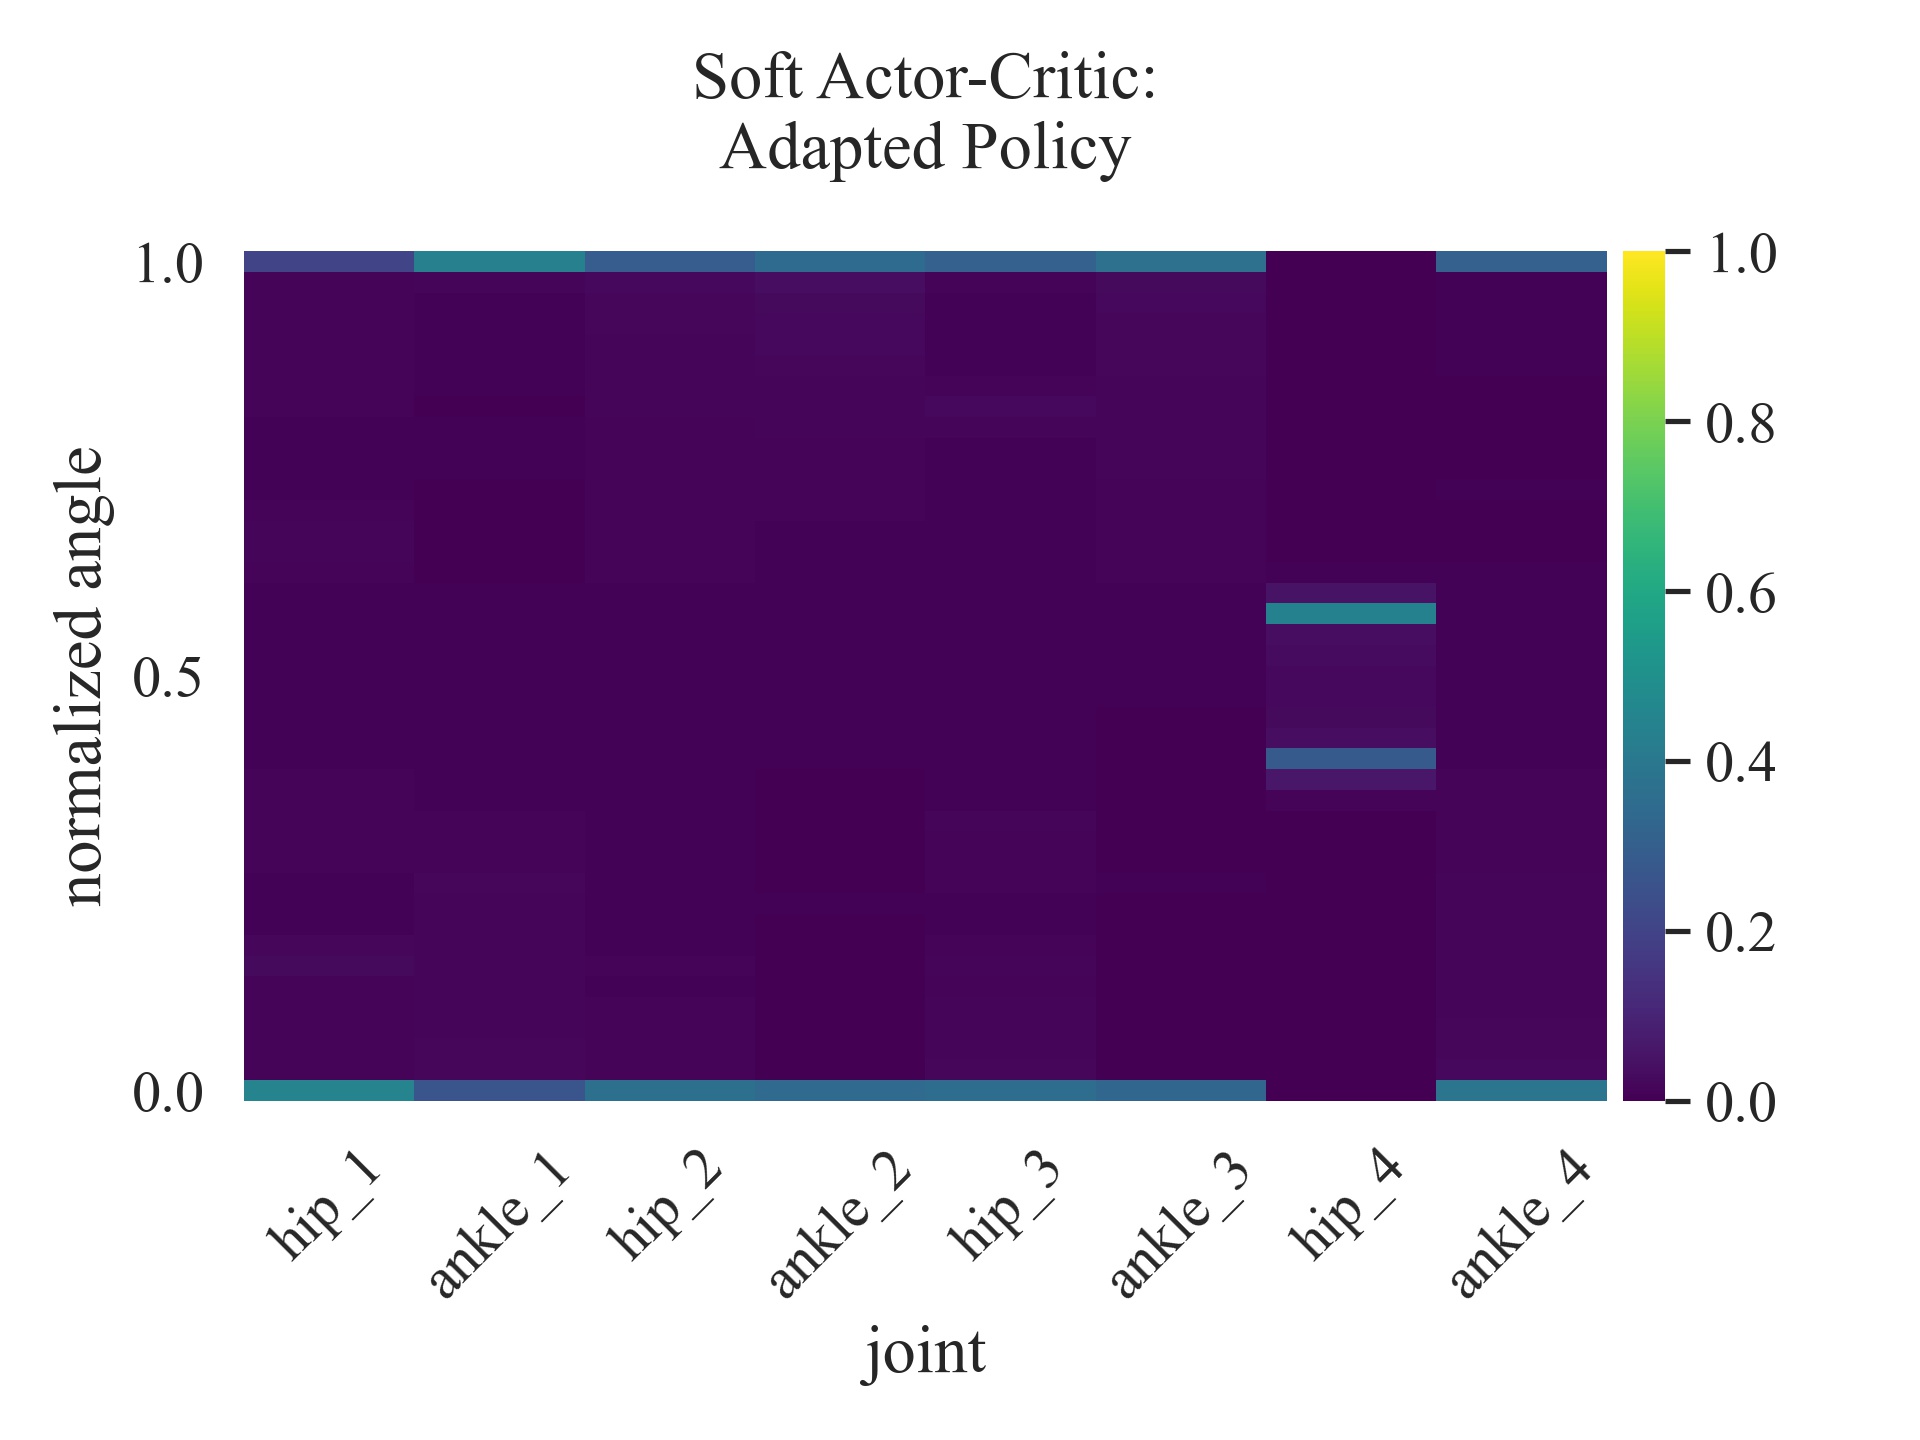 Soft Actor-Critic:
Adapted Policy
normalized angle
1.0
0.5
0.0
hip_1
ankle_1
hip_2
ankle_2
hip_3
ankle_3
hip_4
ankle_4
joint
1.0
0.8
0.6
0.4
0.2
0.0